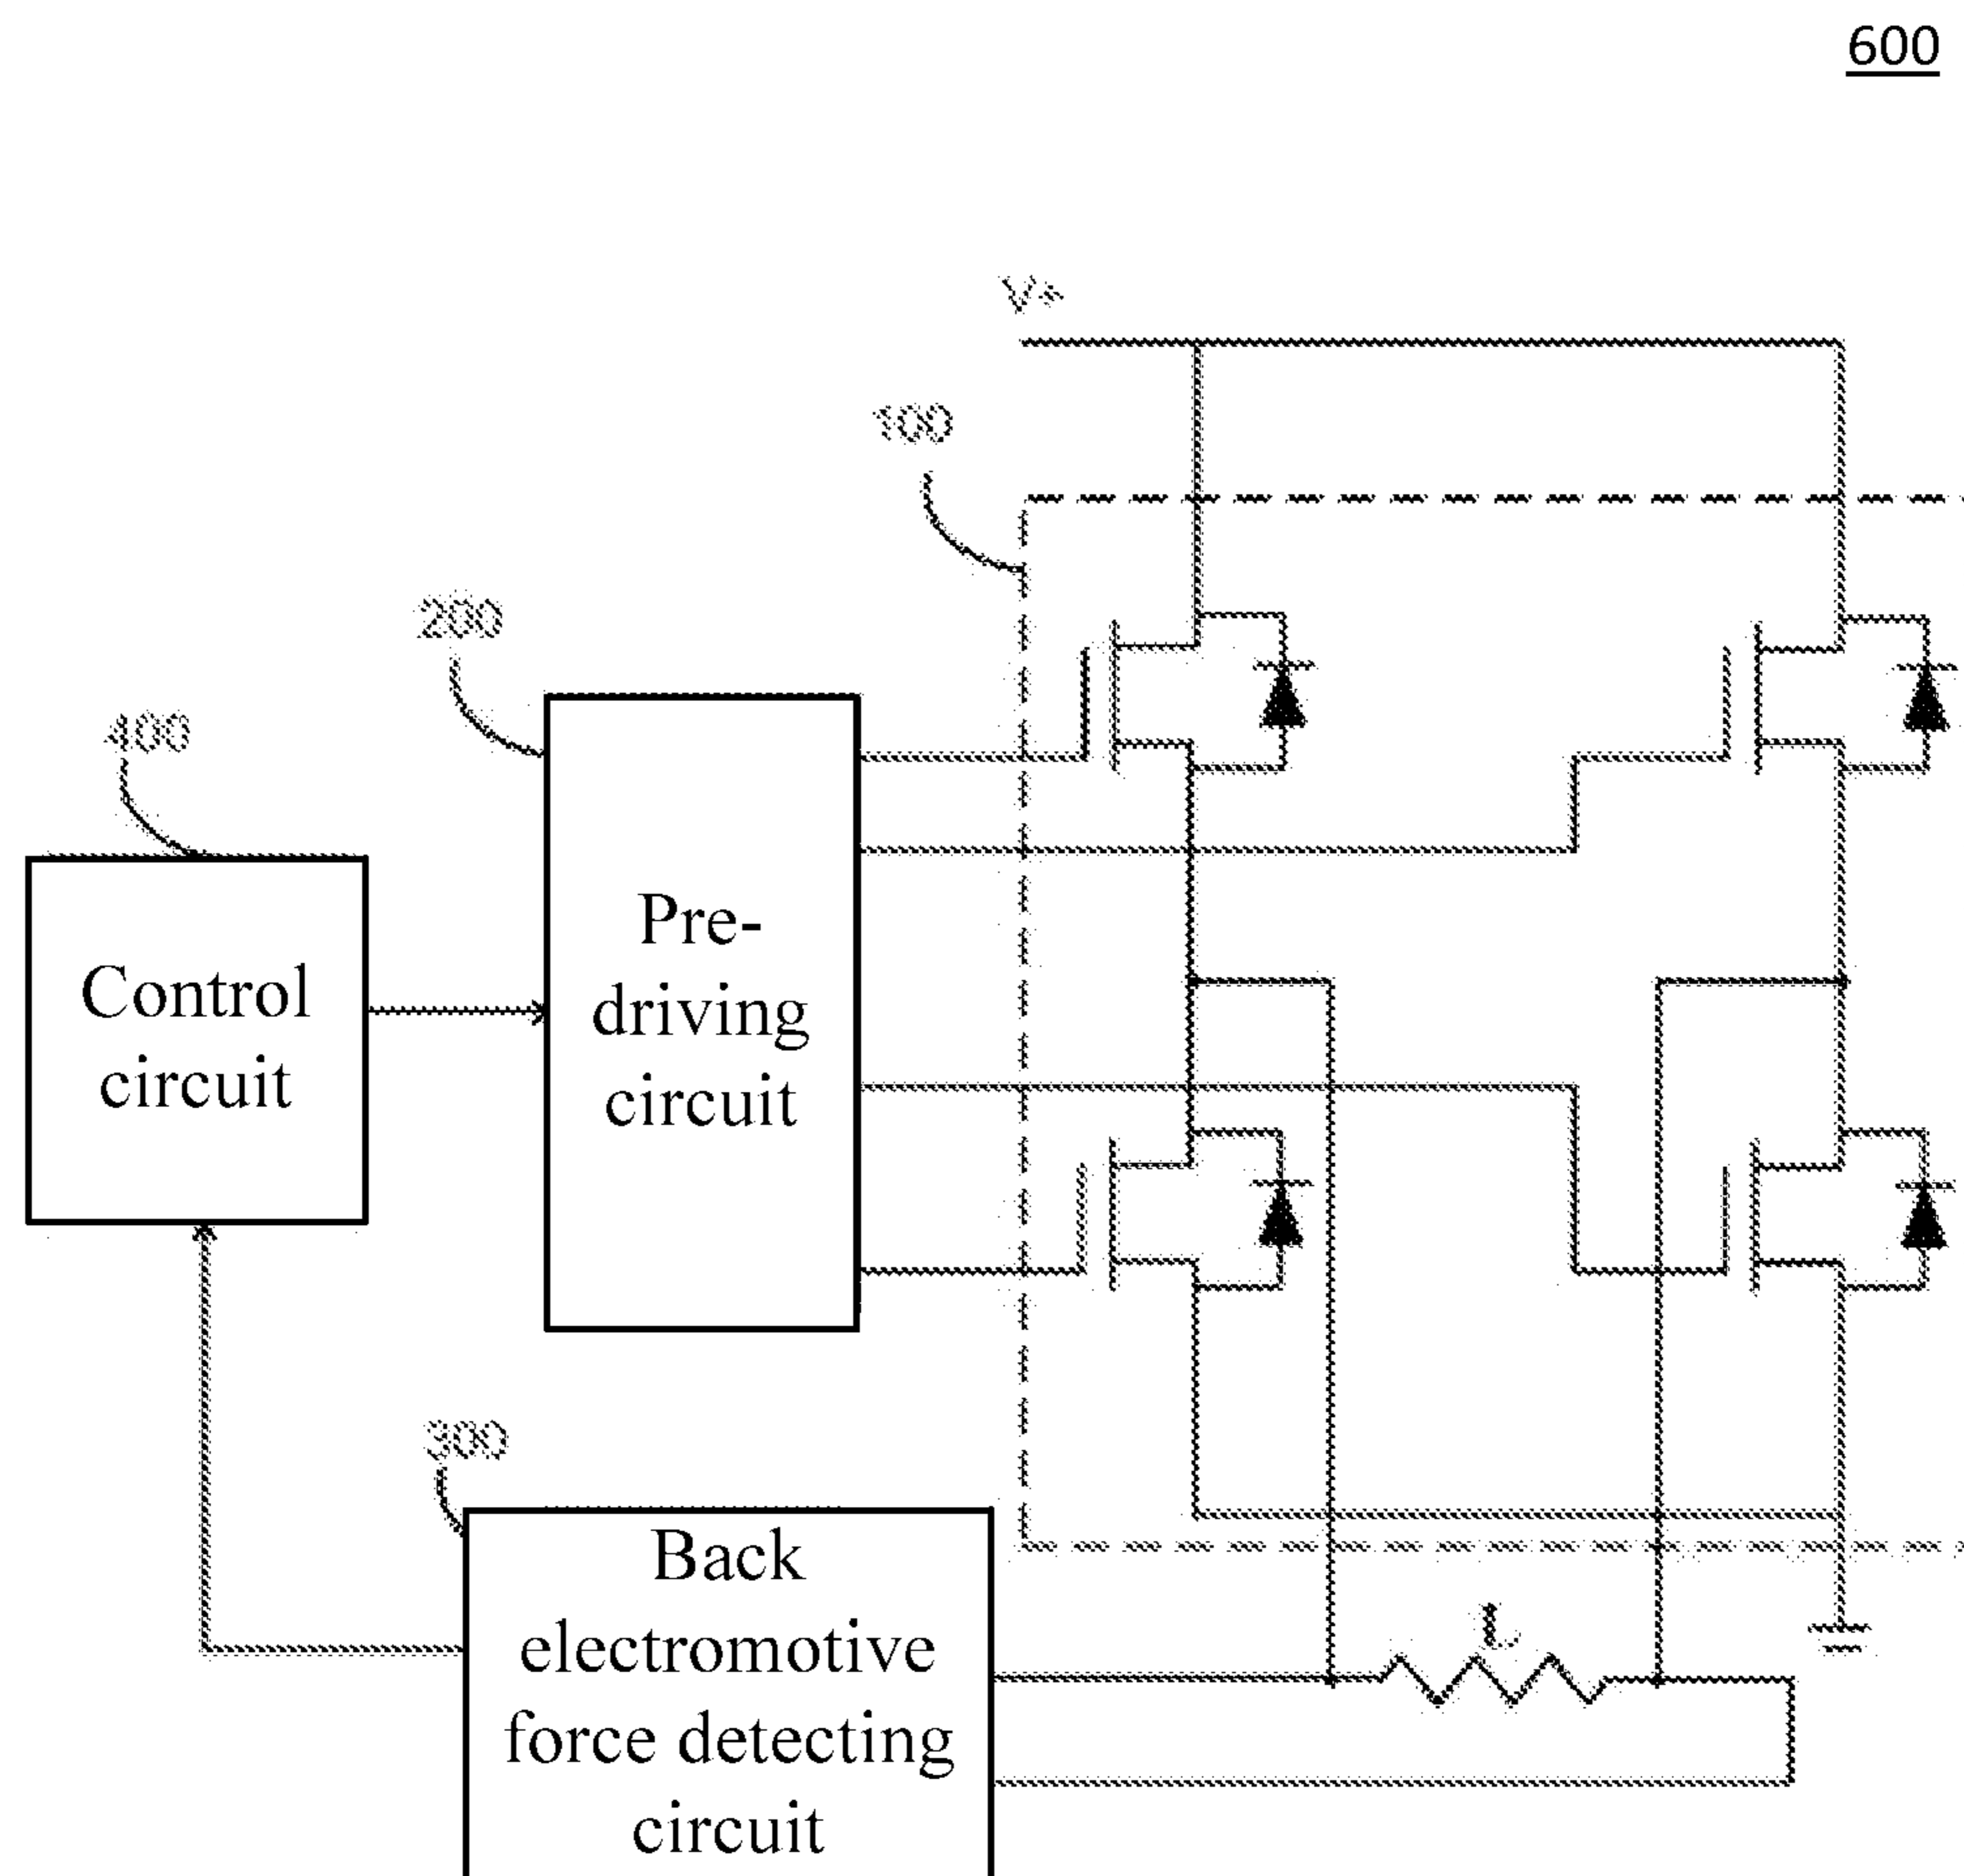 600
V+
100
200
400
Pre-
driving
circuit
Control
circuit
300
Back
electromotive
force detecting
circuit
L